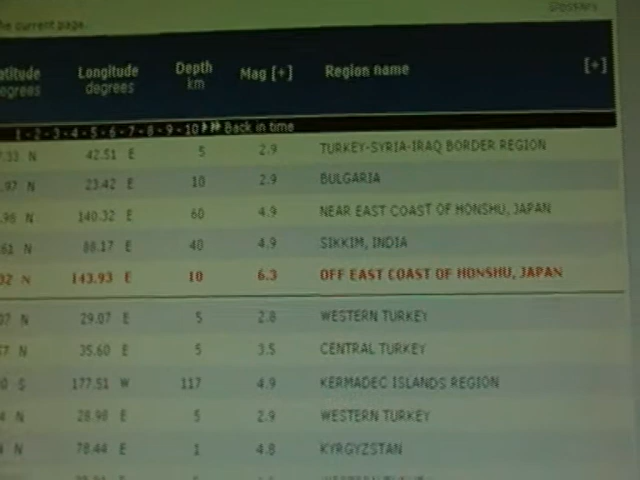 the current page.
Glossary
Longitude Depth Mag [+] Region name [+]
degrees degrees km
1 - 2 - 3 - 4 - 5 - 6 - 7 - 8 - 9 - 10 Back in time
N 42.51 E 5 2.9 TURKEY-SYRIA-IRAQ BORDER REGION
N 23.42 E 10 2.9 BULGARIA
N 140.32 E 60 4.9 NEAR EAST COAST OF HONSHU, JAPAN
N 88.17 E 40 4.9 SIKKIM, INDIA
N 143.93 E 10 6.3 OFF EAST COAST OF HONSHU, JAPAN
N 29.07 E 5 2.8 WESTERN TURKEY
N 35.60 E 5 3.5 CENTRAL TURKEY
S 177.51 W 117 4.9 KERMADEC ISLANDS REGION
N 28.98 E 5 2.9 WESTERN TURKEY
N 78.44 E 1 4.8 KYRGYZSTAN